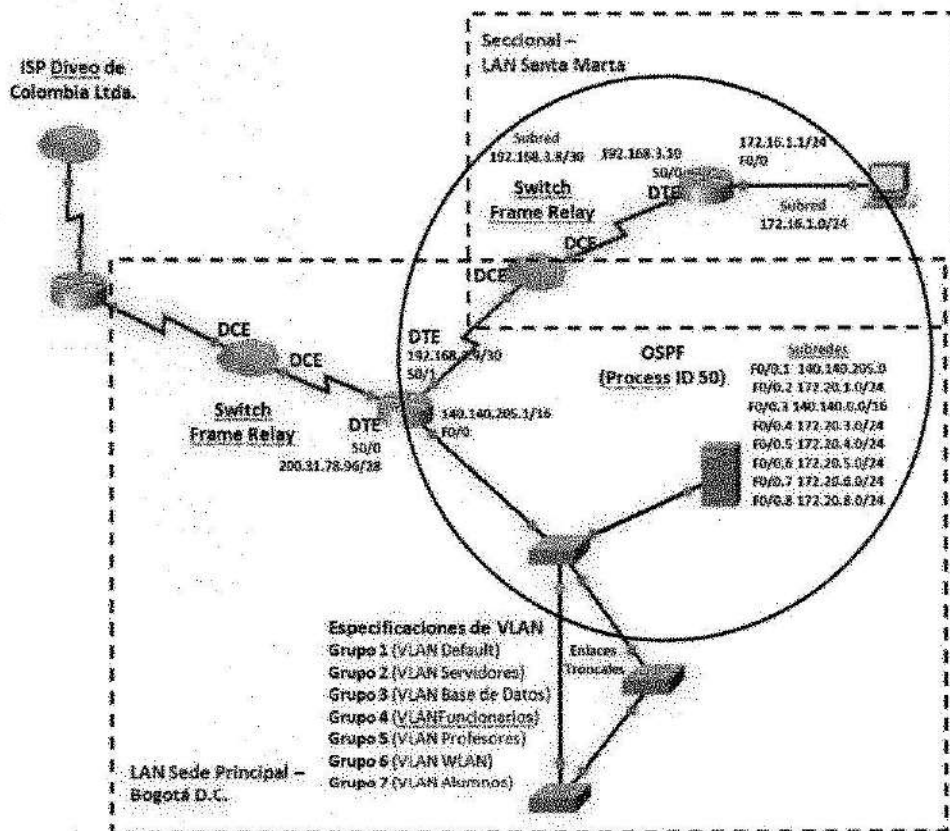 Seccional –
LAN Santa Marta
ISP Diveo de
Colombia Ltda.
Subred
192.168.3.8/30
192.168.3.10
S0/0
DTE
172.16.1.1/24
F0/0
Switch
Frame Relay
Subred
172.16.1.0/24
DCE
DCE
DCE
DCE
Switch
Frame Relay
DTE
S0/0
200.31.78.96/28
DTE
192.168.3.9/30
S0/1
140.140.205.1/16
F0/0
OSPF
(Process ID 50)
Subredes
F0/0.1 140.140.205.0
F0/0.2 172.20.1.0/24
F0/0.3 140.140.0.0/16
F0/0.4 172.20.3.0/24
F0/0.5 172.20.4.0/24
F0/0.6 172.20.5.0/24
F0/0.7 172.20.6.0/24
F0/0.8 172.20.8.0/24
Especificaciones de VLAN
Grupo 1 (VLAN Default)
Grupo 2 (VLAN Servidores)
Grupo 3 (VLAN Base de Datos)
Grupo 4 (VLANFuncionarios)
Grupo 5 (VLAN Profesores)
Grupo 6 (VLAN WLAN)
Grupo 7 (VLAN Alumnos)
Enlaces
Troncales
LAN Sede Principal –
Bogotá D.C.